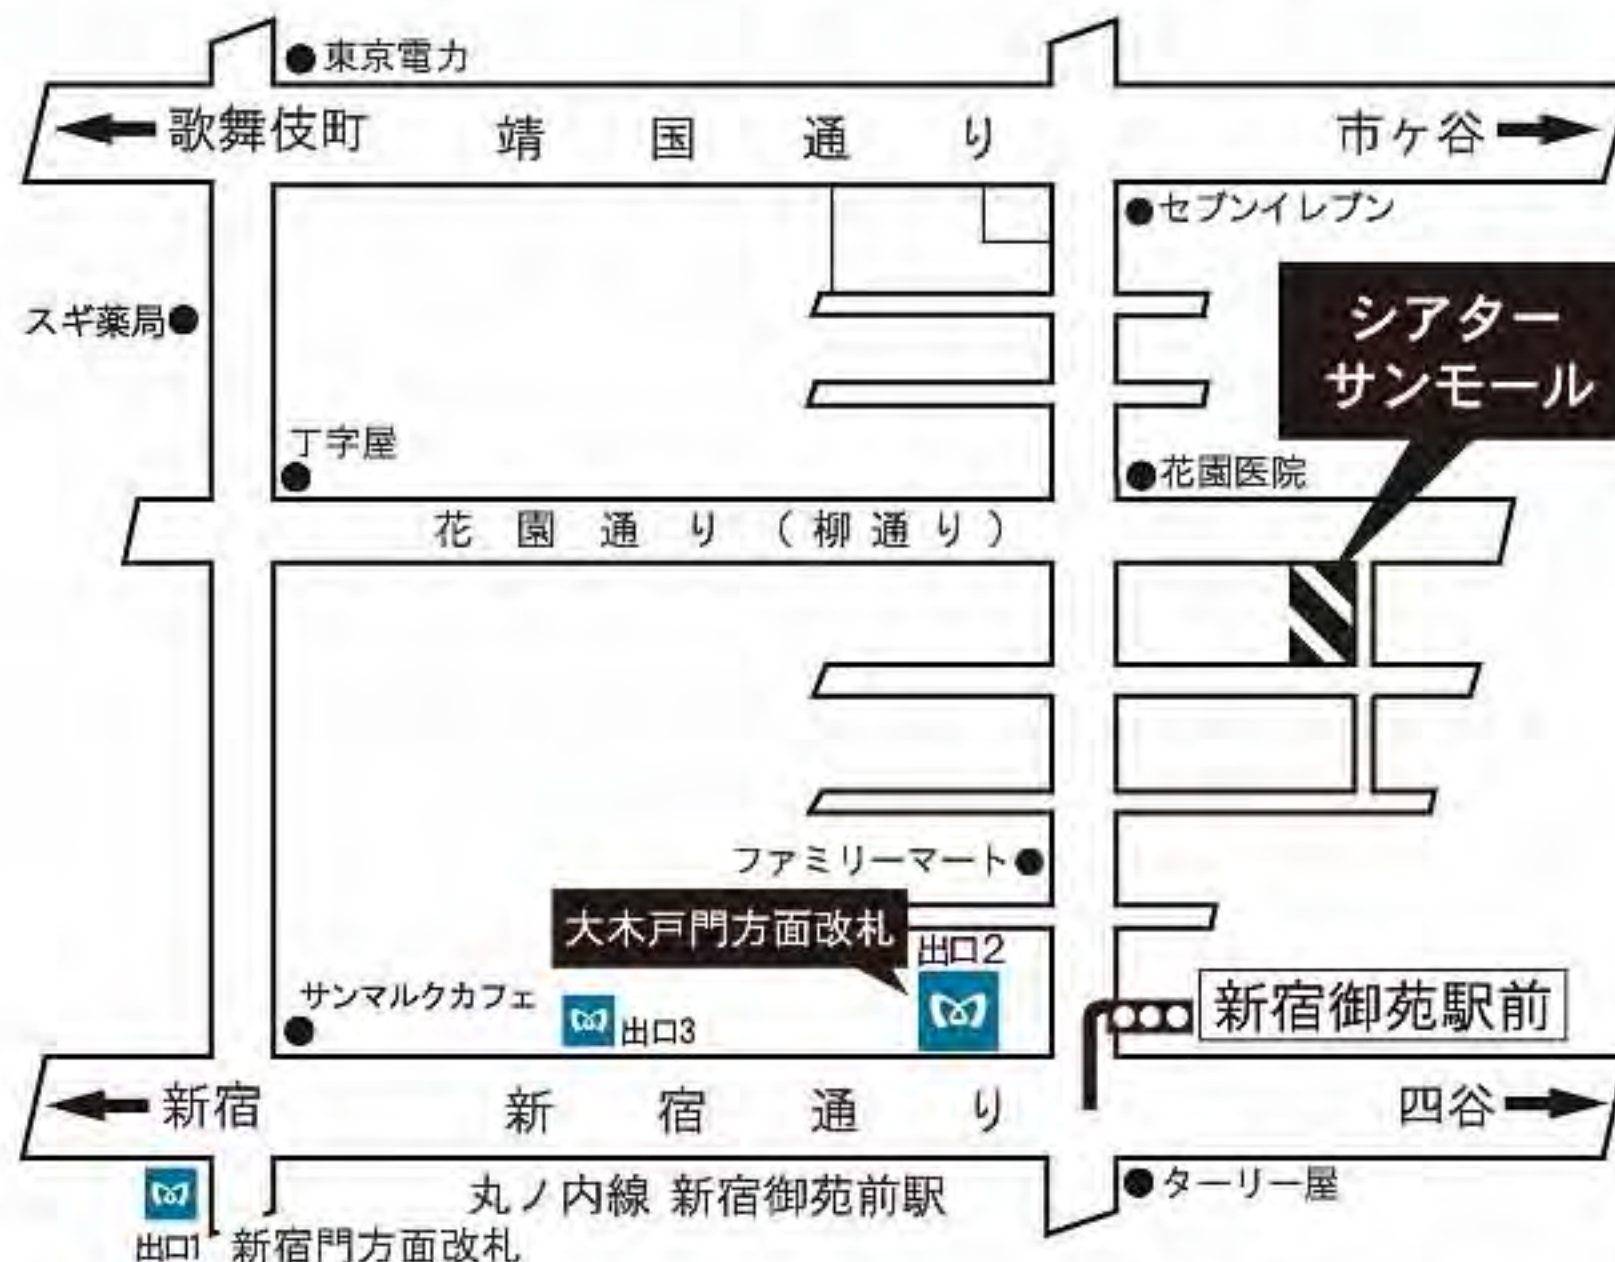 東京電力
歌舞伎町
靖国通り
市ヶ谷
セブンイレブン
スギ薬局
シアター
サンモール
丁字屋
花園医院
花園通り（柳通り）
ファミリーマート
大木戸門方面改札
出口2
サンマルクカフェ
出口3
新宿御苑駅前
新宿
新宿通り
四谷
丸ノ内線 新宿御苑前駅
ターリー屋
出口1
新宿門方面改札